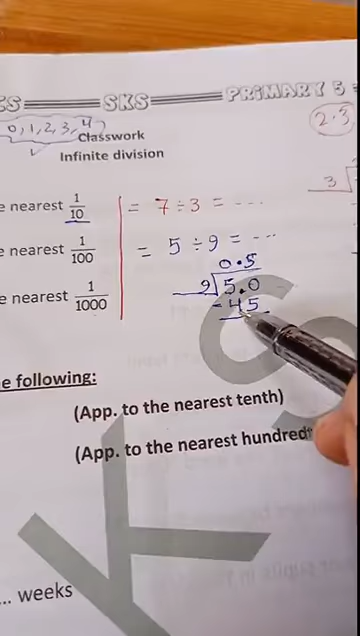 CS SKS PRIMARY 5
0, 1, 2, 3, 4
2.3
Classwork
Infinite division
3
e nearest 1/10 = 7 ÷ 3 = ---
e nearest 1/100 = 5 ÷ 9 = ---
0.5
9 5.0
- 45
e nearest 1/1000
e following:
(App. to the nearest tenth)
(App. to the nearest hundred
... weeks
K S